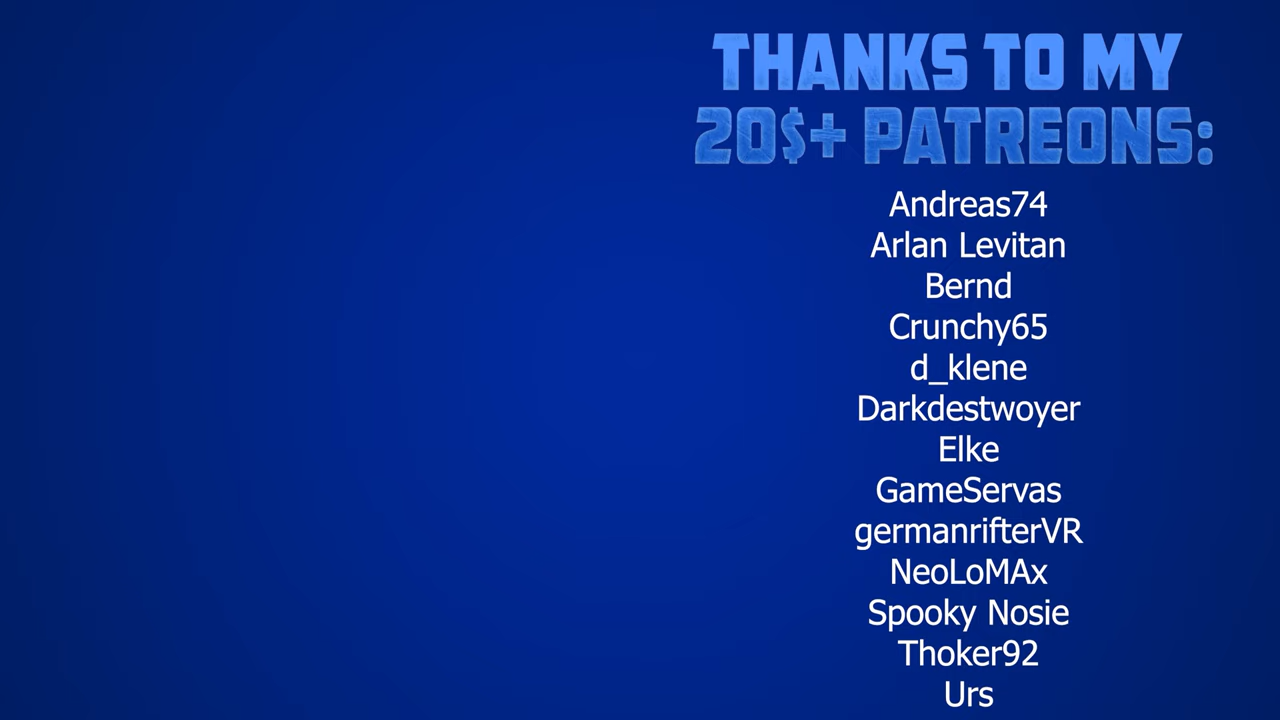 THANKS TO MY
20$+ PATREONS:
Andreas74
Arlan Levitan
Bernd
Crunchy65
d_klene
Darkdestwoyer
Elke
GameServas
germanrifterVR
NeoLoMAx
Spooky Nosie
Thoker92
Urs